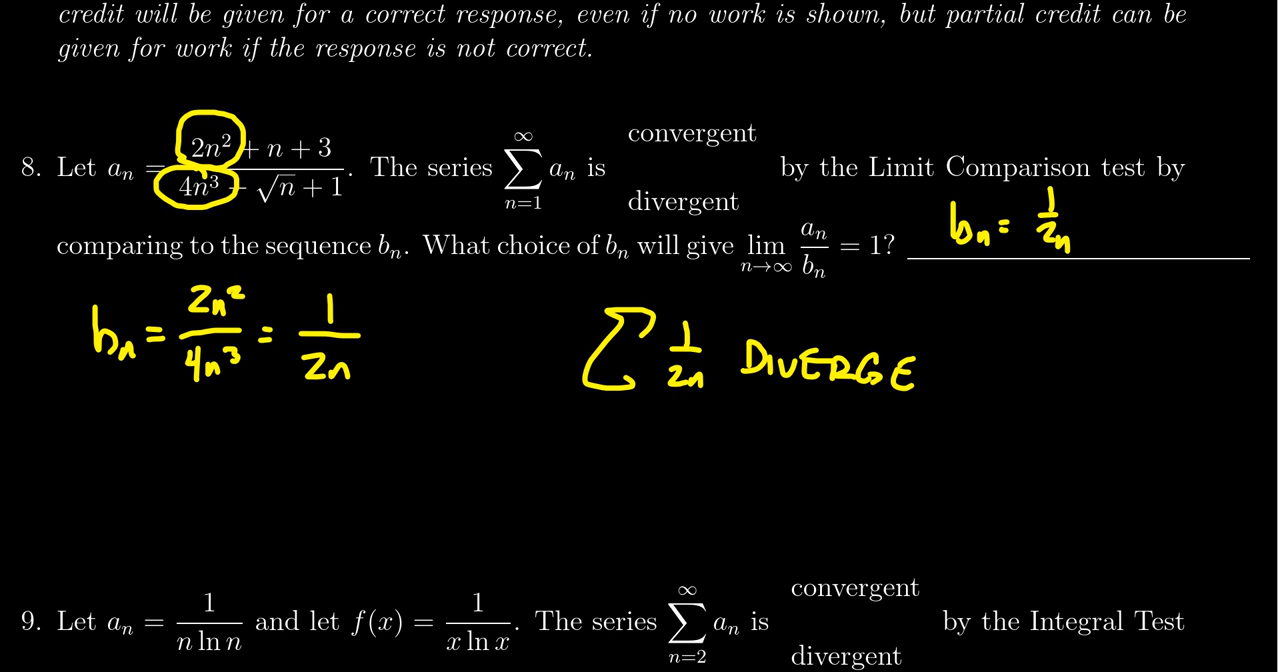 credit will be given for a correct response, even if no work is shown, but partial credit can be
given for work if the response is not correct.
8. Let aₙ = (2n² + n + 3)/(4n³ − √n + 1). The series ∑_{n=1}^{∞} aₙ is convergent divergent by the Limit Comparison test by
comparing to the sequence bₙ. What choice of bₙ will give lim_{n→∞} aₙ/bₙ = 1? bₙ = 1/2n
bₙ = 2n²/4n³ = 1/2n
∑ 1/2n DIVERGE
9. Let aₙ = 1/(n ln n) and let f(x) = 1/(x ln x). The series ∑_{n=2}^{∞} aₙ is convergent divergent by the Integral Test